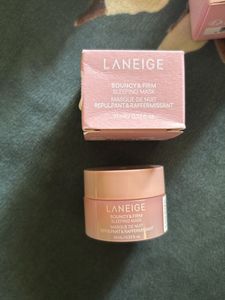 LANEIGE
BOUNCY & FIRM
SLEEPING MASK
MASQUE DE NUIT
REPULPANT & RAFFERMISSANT
LANEIGE
BOUNCY & FIRM
SLEEPING MASK
MASQUE DE NUIT
REPULPANT & RAFFERMISSANT